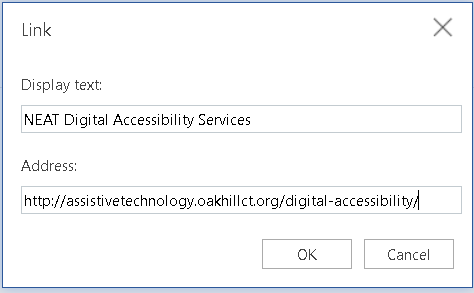 Link
Display text:
NEAT Digital Accessibility Services
Address:
http://assistivetechnology.oakhillct.org/digital-accessibility/
OK Cancel